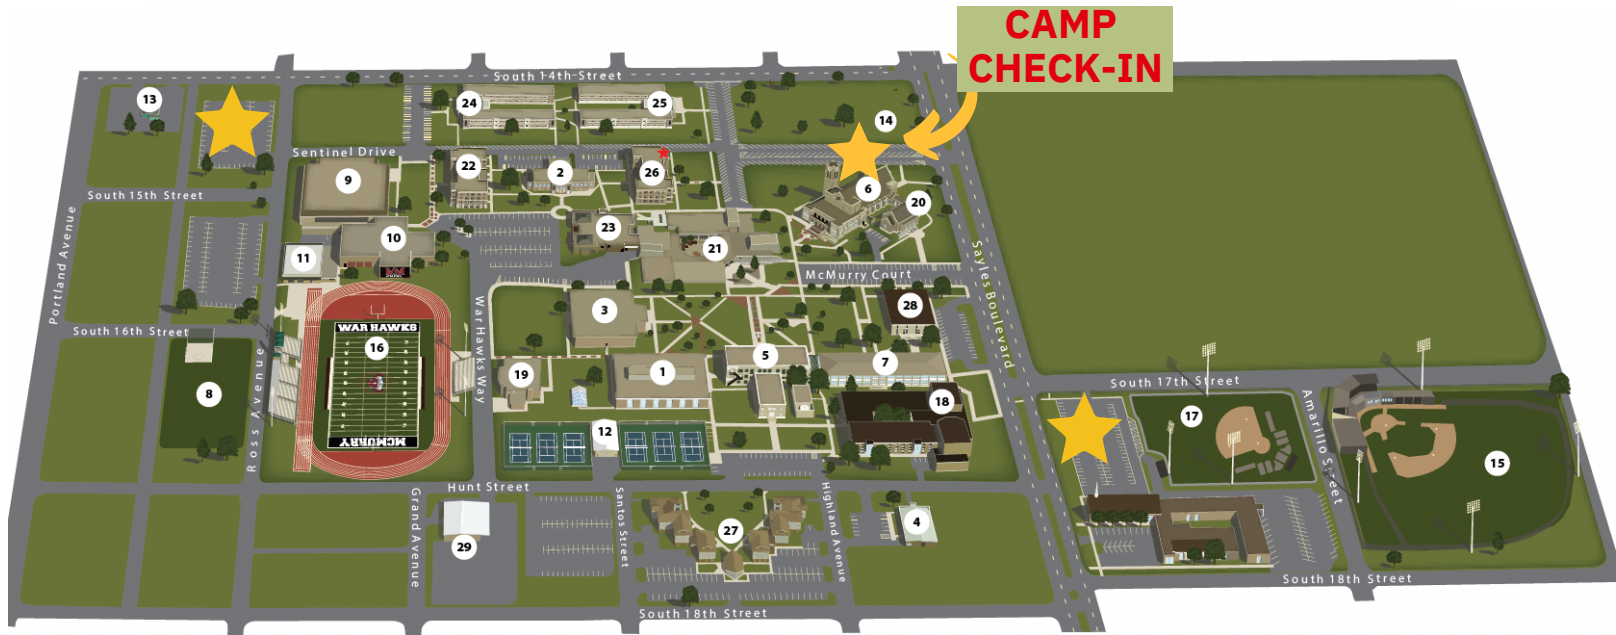 CAMP
CHECK-IN
South 14th Street
13
24
25
14
Sentinel Drive
22
2
26
9
6
South 15th Street
20
23
10
21
11
Portland Avenue
McMurry Court
Sayles Boulevard
War Hawks Way
28
3
South 16th Street
WAR HAWKS
16
19
1
5
7
8
18
Ross Avenue
South 17th Street
17
Amarillo Street
12
McMURRY
15
Hunt Street
Grand Avenue
Santos Street
Highland Avenue
29
27
4
South 18th Street
South 18th Street